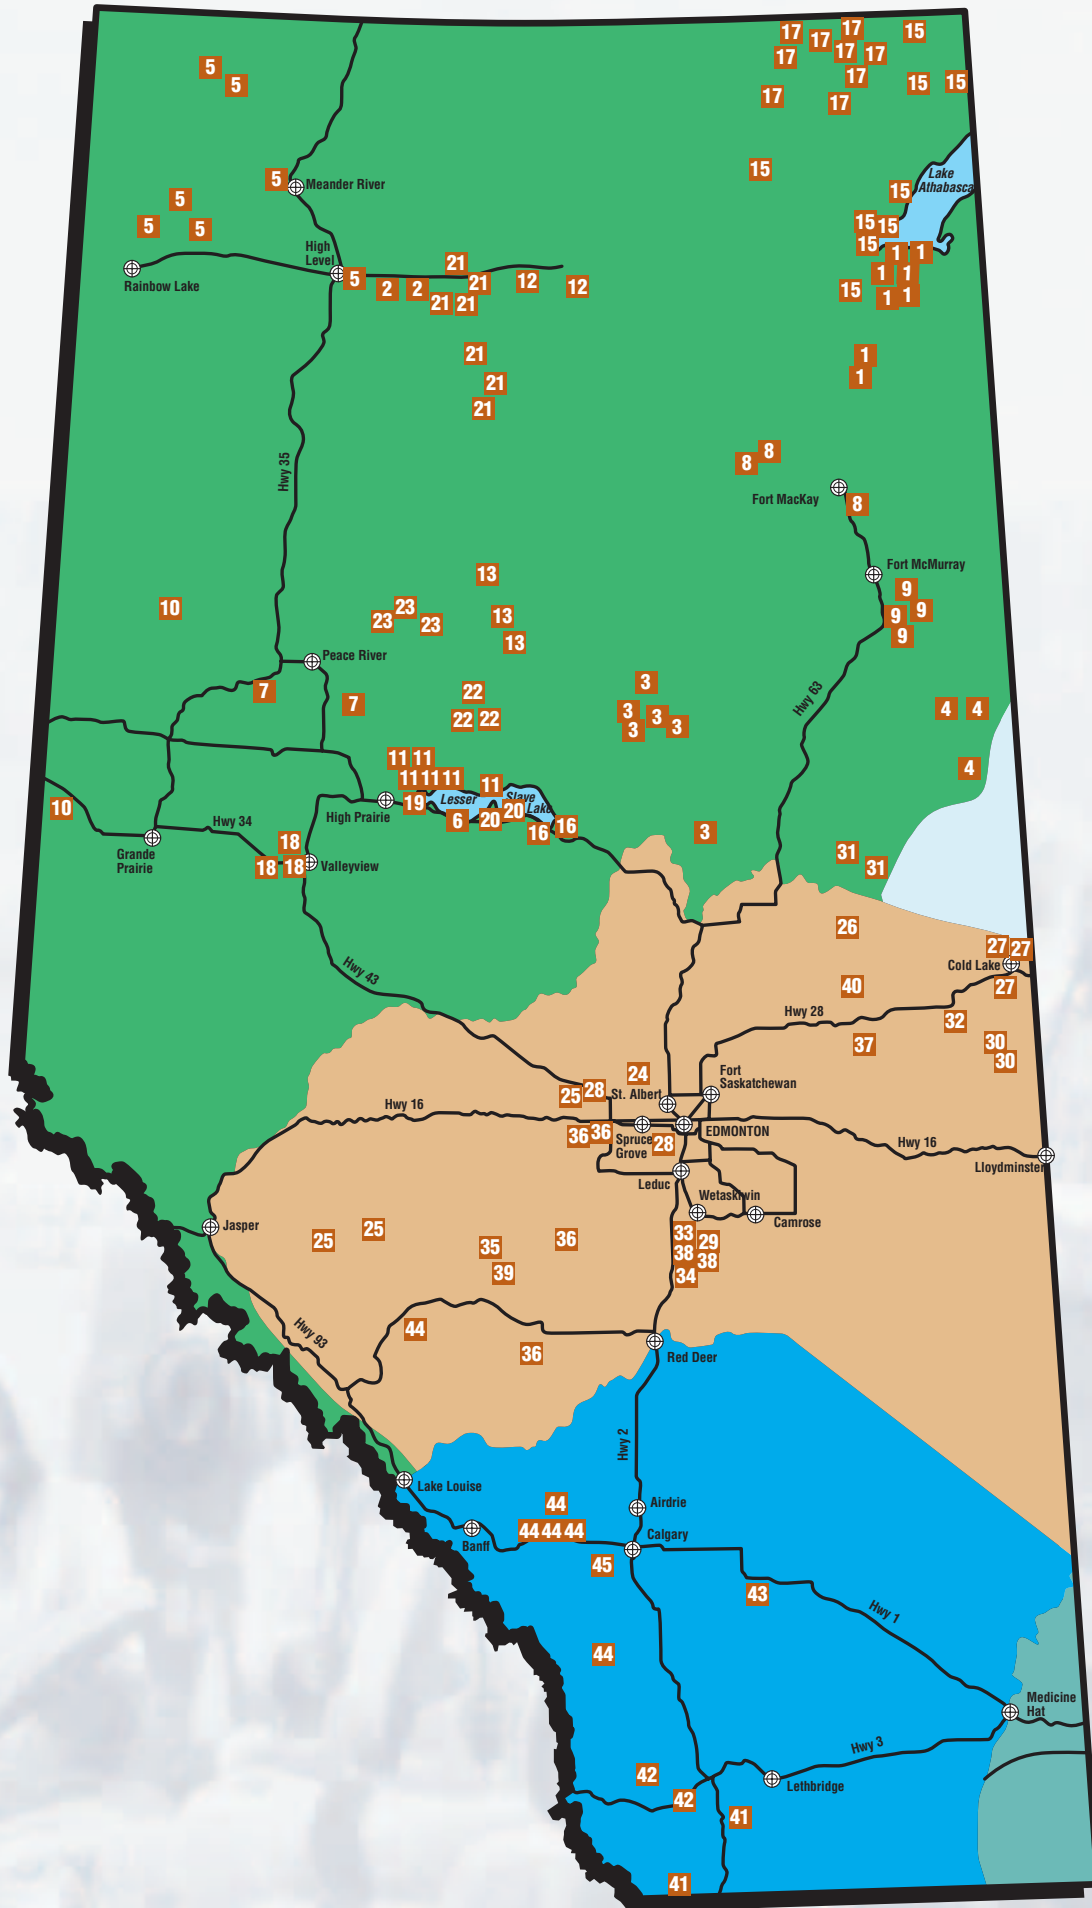 17
17
17
15
17
17
17
5
5
17
15
15
17
17
15
5
Meander River
Lake
Athabasca
15
5
5
5
15
15
15
High
Level
1
1
21
Rainbow Lake
5
1
1
21
12
12
2
2
15
1
1
21
21
21
1
1
21
21
Hwy 35
8
8
Fort MacKay
8
Fort McMurray
13
9
10
23
9
23
13
9
23
9
13
Peace River
7
22
3
Hwy 63
7
3
4
4
22
22
3
3
3
11
11
4
11
11
11
11
Lesser
Slave
Lake
19
10
High Prairie
20
6
20
16
16
Hwy 34
3
18
Grande
Prairie
18
18
Valleyview
31
31
26
27
27
Cold Lake
Hwy 43
40
27
Hwy 28
32
37
30
30
24
Fort
Saskatchewan
28
25
St. Albert
Hwy 16
36
36
Spruce
Grove
28
EDMONTON
Hwy 16
Lloydminster
Leduc
Wetaskiwin
Camrose
Jasper
25
25
36
33
29
35
38
38
39
34
44
Hwy 93
36
Red Deer
Hwy 2
Lake Louise
44
Airdrie
44
44
44
Calgary
Banff
45
43
Hwy 1
44
Medicine
Hat
Hwy 3
42
Lethbridge
42
41
41